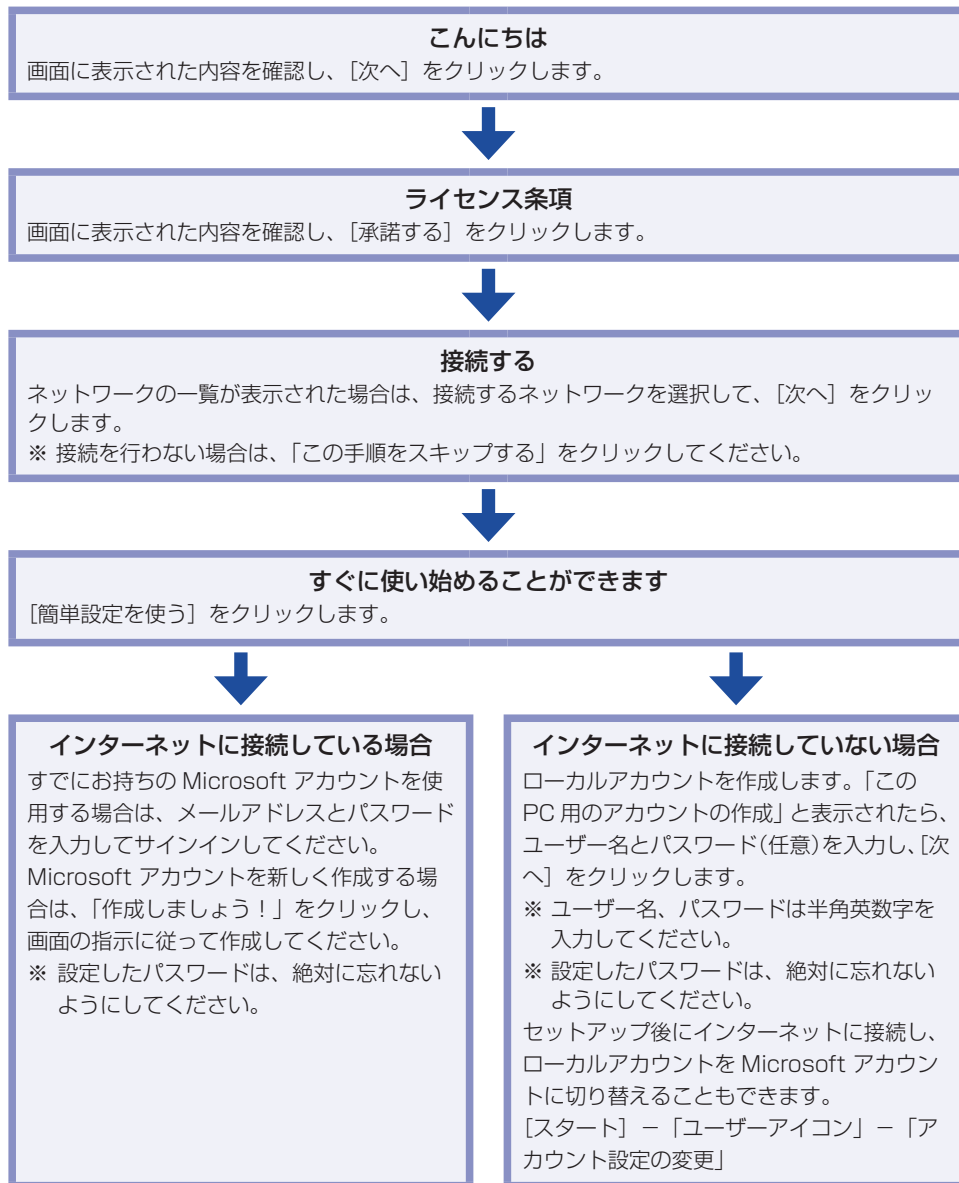 こんにちは
画面に表示された内容を確認し、[次へ] をクリックします。
ライセンス条項
画面に表示された内容を確認し、[承諾する] をクリックします。
接続する
ネットワークの一覧が表示された場合は、接続するネットワークを選択して、[次へ] をクリッ
クします。
※ 接続を行わない場合は、「この手順をスキップする」をクリックしてください。
すぐに使い始めることができます
[簡単設定を使う] をクリックします。
インターネットに接続している場合
すでにお持ちの Microsoft アカウントを使
用する場合は、メールアドレスとパスワード
を入力してサインインしてください。
Microsoft アカウントを新しく作成する場
合は、「作成しましょう！」をクリックし、
画面の指示に従って作成してください。
※ 設定したパスワードは、絶対に忘れない
ようにしてください。
インターネットに接続していない場合
ローカルアカウントを作成します。「この
PC 用のアカウントの作成」と表示されたら、
ユーザー名とパスワード(任意)を入力し、[次
へ] をクリックします。
※ ユーザー名、パスワードは半角英数字を
入力してください。
※ 設定したパスワードは、絶対に忘れない
ようにしてください。
セットアップ後にインターネットに接続し、
ローカルアカウントを Microsoft アカウン
トに切り替えることもできます。
[スタート] －「ユーザーアイコン」－「ア
カウント設定の変更」